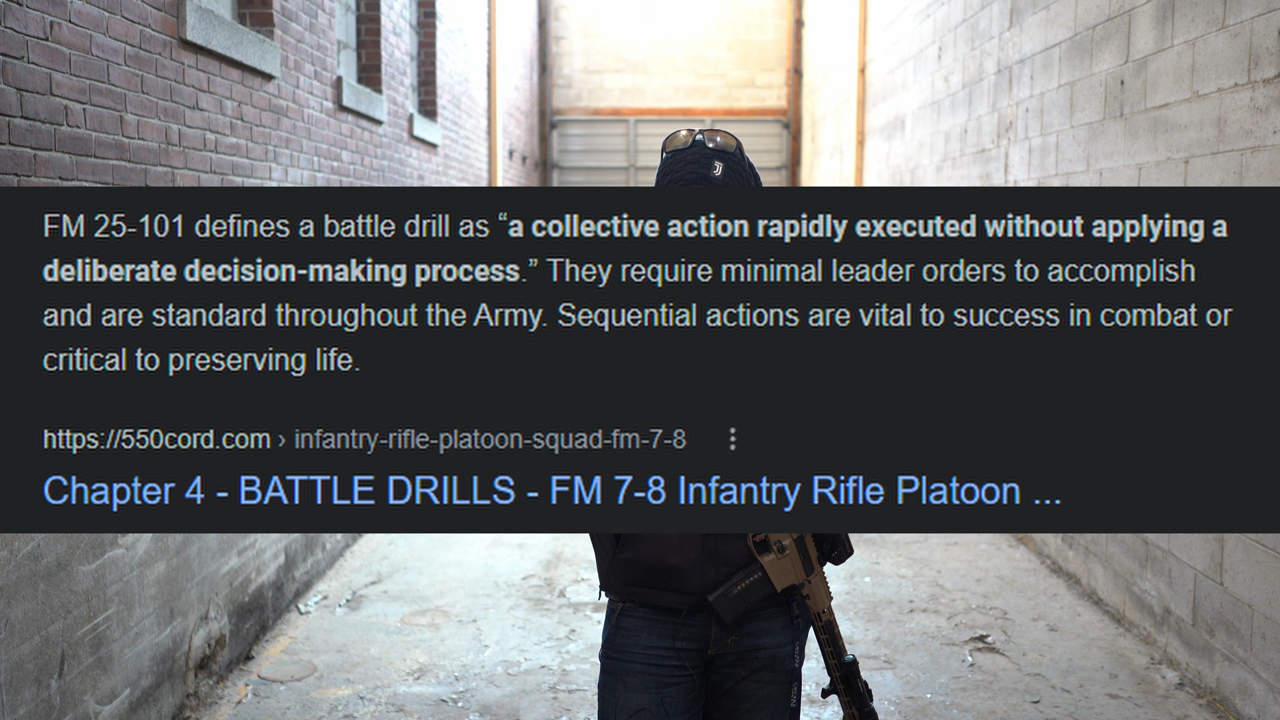 FM 25-101 defines a battle drill as “a collective action rapidly executed without applying a
deliberate decision-making process.” They require minimal leader orders to accomplish
and are standard throughout the Army. Sequential actions are vital to success in combat or
critical to preserving life.
https://550cord.com › infantry-rifle-platoon-squad-fm-7-8
Chapter 4 - BATTLE DRILLS - FM 7-8 Infantry Rifle Platoon ...